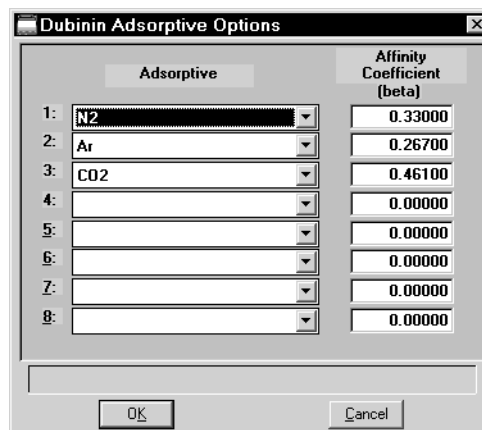 Dubinin Adsorptive Options
Adsorptive
Affinity
Coefficient
(beta)
1: N2 0.33000
2: Ar 0.26700
3: CO2 0.46100
4: 0.00000
5: 0.00000
6: 0.00000
7: 0.00000
8: 0.00000
OK Cancel